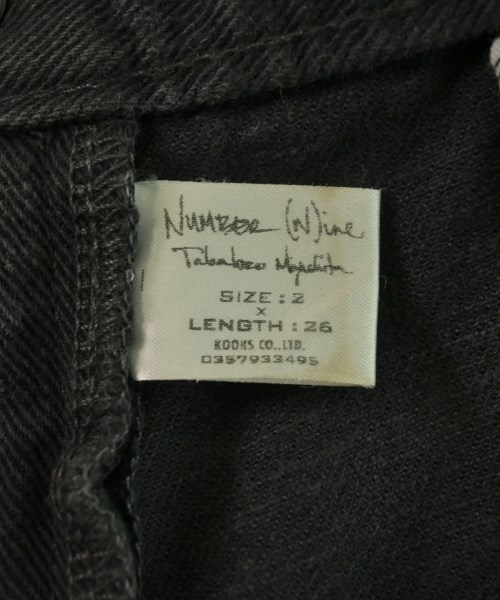 NUMBER (N)ine
Takahiro Miyashita
SIZE : 2
×
LENGTH : 26
KOOKS CO.,LTD.
0357933495